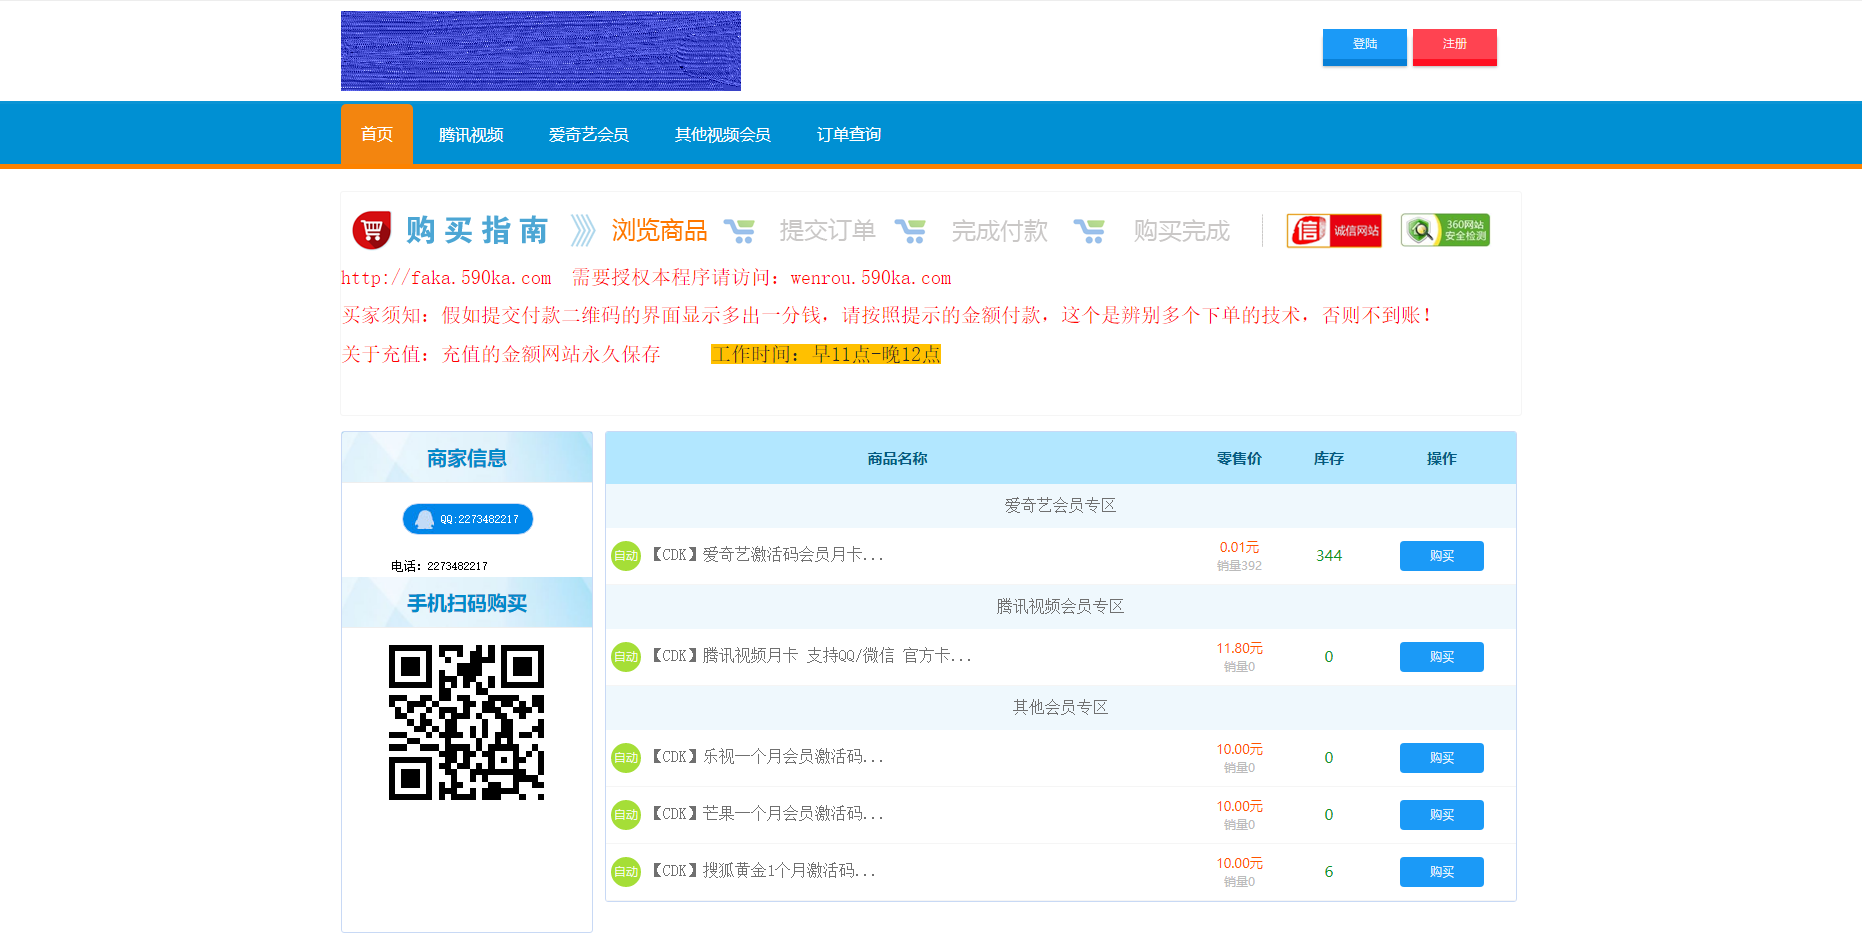 登陆 注册
首页 腾讯视频 爱奇艺会员 其他视频会员 订单查询
购买指南 浏览商品 提交订单 完成付款 购买完成 信 诚信网站 360网站 安全检测
http://faka.590ka.com 需要授权本程序请访问：wenrou.590ka.com
买家须知：假如提交付款二维码的界面显示多出一分钱，请按照提示的金额付款，这个是辨别多个下单的技术，否则不到账！
关于充值：充值的金额网站永久保存 工作时间：早11点-晚12点
商家信息
QQ:2273482217
电话：2273482217
手机扫码购买
商品名称 零售价 库存 操作
爱奇艺会员专区
自动 【CDK】爱奇艺激活码会员月卡... 0.01元 344 购买
销量392
腾讯视频会员专区
自动 【CDK】腾讯视频月卡 支持QQ/微信 官方卡... 11.80元 0 购买
销量0
其他会员专区
自动 【CDK】乐视一个月会员激活码... 10.00元 0 购买
销量0
自动 【CDK】芒果一个月会员激活码... 10.00元 0 购买
销量0
自动 【CDK】搜狐黄金1个月激活码... 10.00元 6 购买
销量0